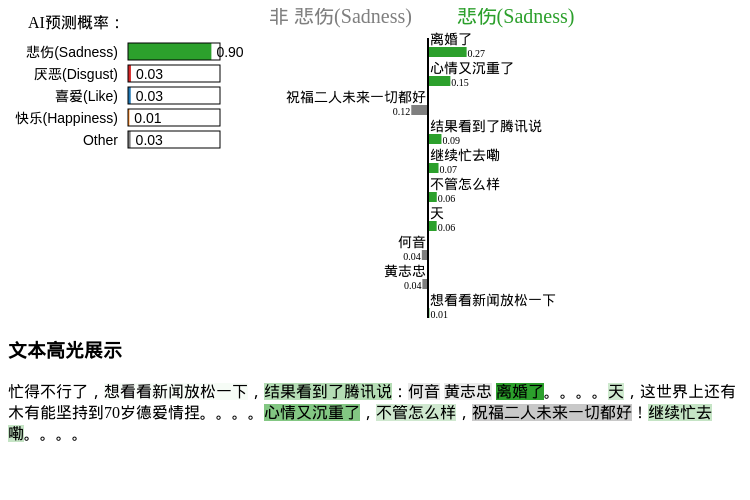 AI预测概率：
悲伤(Sadness) 0.90
厌恶(Disgust) 0.03
喜爱(Like) 0.03
快乐(Happiness) 0.01
Other 0.03
非 悲伤(Sadness) 悲伤(Sadness)
离婚了
0.27
心情又沉重了
0.15
祝福二人未来一切都好
0.12
结果看到了腾讯说
0.09
继续忙去嘞
0.07
不管怎么样
0.06
天
0.06
何音
0.04
黄志忠
0.04
想看看新闻放松一下
0.01
文本高光展示
忙得不行了，想看看新闻放松一下，结果看到了腾讯说：何音 黄志忠 离婚了。。。。天，这世界上还有
木有能坚持到70岁德爱情捏。。。。心情又沉重了，不管怎么样，祝福二人未来一切都好！继续忙去
嘞。。。。